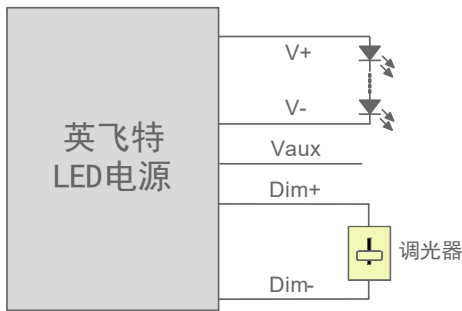 V+
V-
英飞特
LED电源
Vaux
Dim+
调光器
Dim-